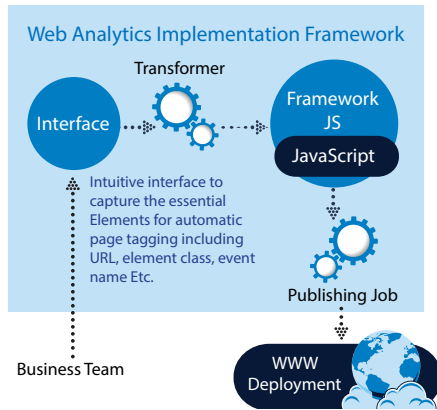 Web Analytics Implementation Framework
Transformer
Interface
Framework
JS
JavaScript
Intuitive interface to
capture the essential
Elements for automatic
page tagging including
URL, element class, event
name Etc.
Publishing Job
Business Team
WWW
Deployment